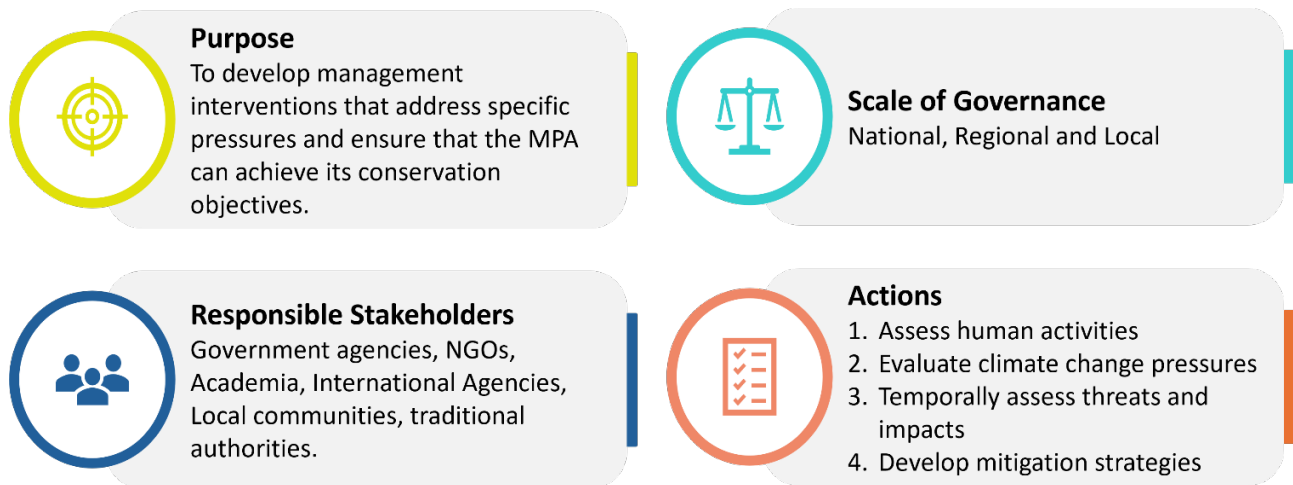 Purpose
To develop management
interventions that address specific
pressures and ensure that the MPA
can achieve its conservation
objectives.
Scale of Governance
National, Regional and Local
Responsible Stakeholders
Government agencies, NGOs,
Academia, International Agencies,
Local communities, traditional
authorities.
Actions
1. Assess human activities
2. Evaluate climate change pressures
3. Temporally assess threats and
impacts
4. Develop mitigation strategies